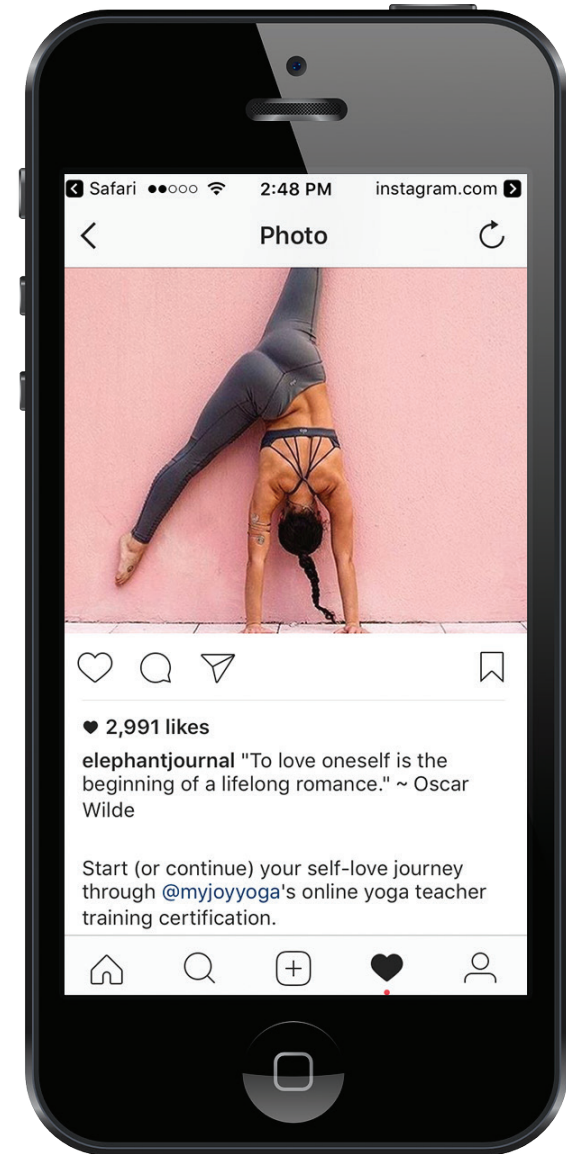 Safari 2:48 PM instagram.com
Photo
2,991 likes
elephantjournal "To love oneself is the
beginning of a lifelong romance." ~ Oscar
Wilde
Start (or continue) your self-love journey
through @myjoyyoga's online yoga teacher
training certification.